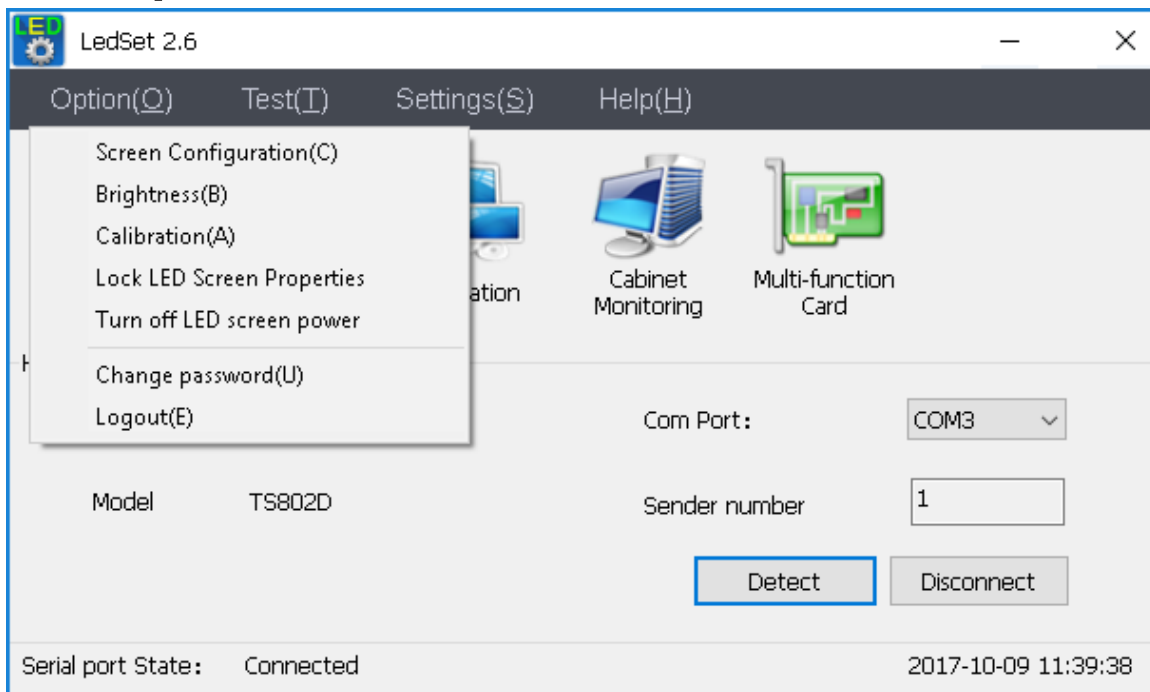 LED
LedSet 2.6
Option(O) Test(T) Settings(S) Help(H)
Screen Configuration(C)
Brightness(B)
Calibration(A)
Lock LED Screen Properties
Turn off LED screen power
Change password(U)
Logout(E)
ation
Cabinet
Monitoring
Multi-function
Card
H
Com Port: COM3
Model TS802D
Sender number 1
Detect Disconnect
Serial port State: Connected 2017-10-09 11:39:38